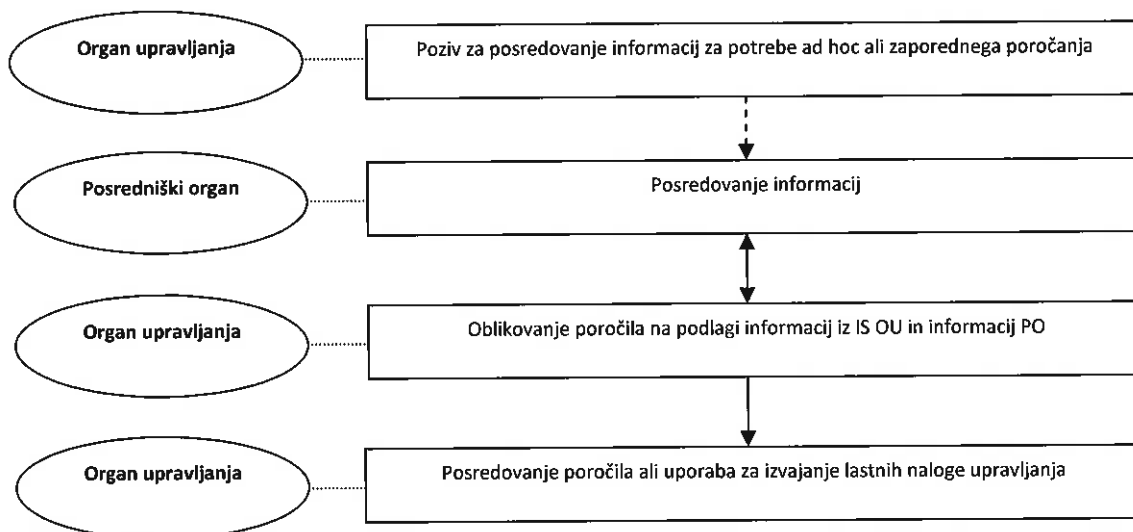 Organ upravljanja
Poziv za posredovanje informacij za potrebe ad hoc ali zaporednega poročanja
Posredniški organ
Posredovanje informacij
Organ upravljanja
Oblikovanje poročila na podlagi informacij iz IS OU in informacij PO
Organ upravljanja
Posredovanje poročila ali uporaba za izvajanje lastnih naloge upravljanja